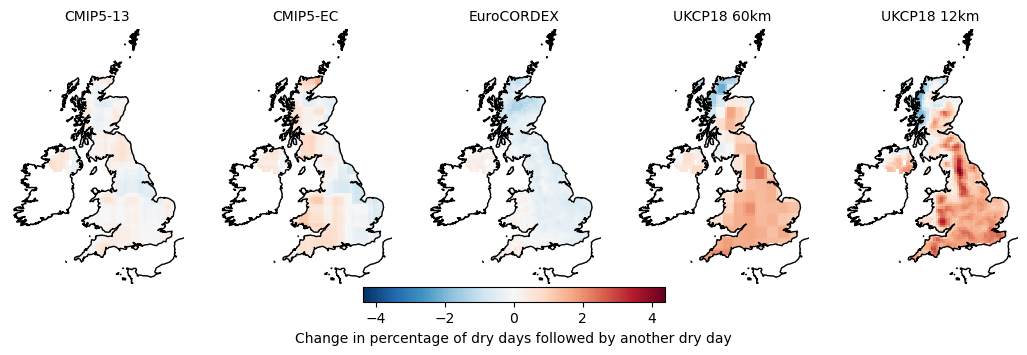 CMIP5-13 CMIP5-EC EuroCORDEX UKCP18 60km UKCP18 12km
−4 −2 0 2 4
Change in percentage of dry days followed by another dry day